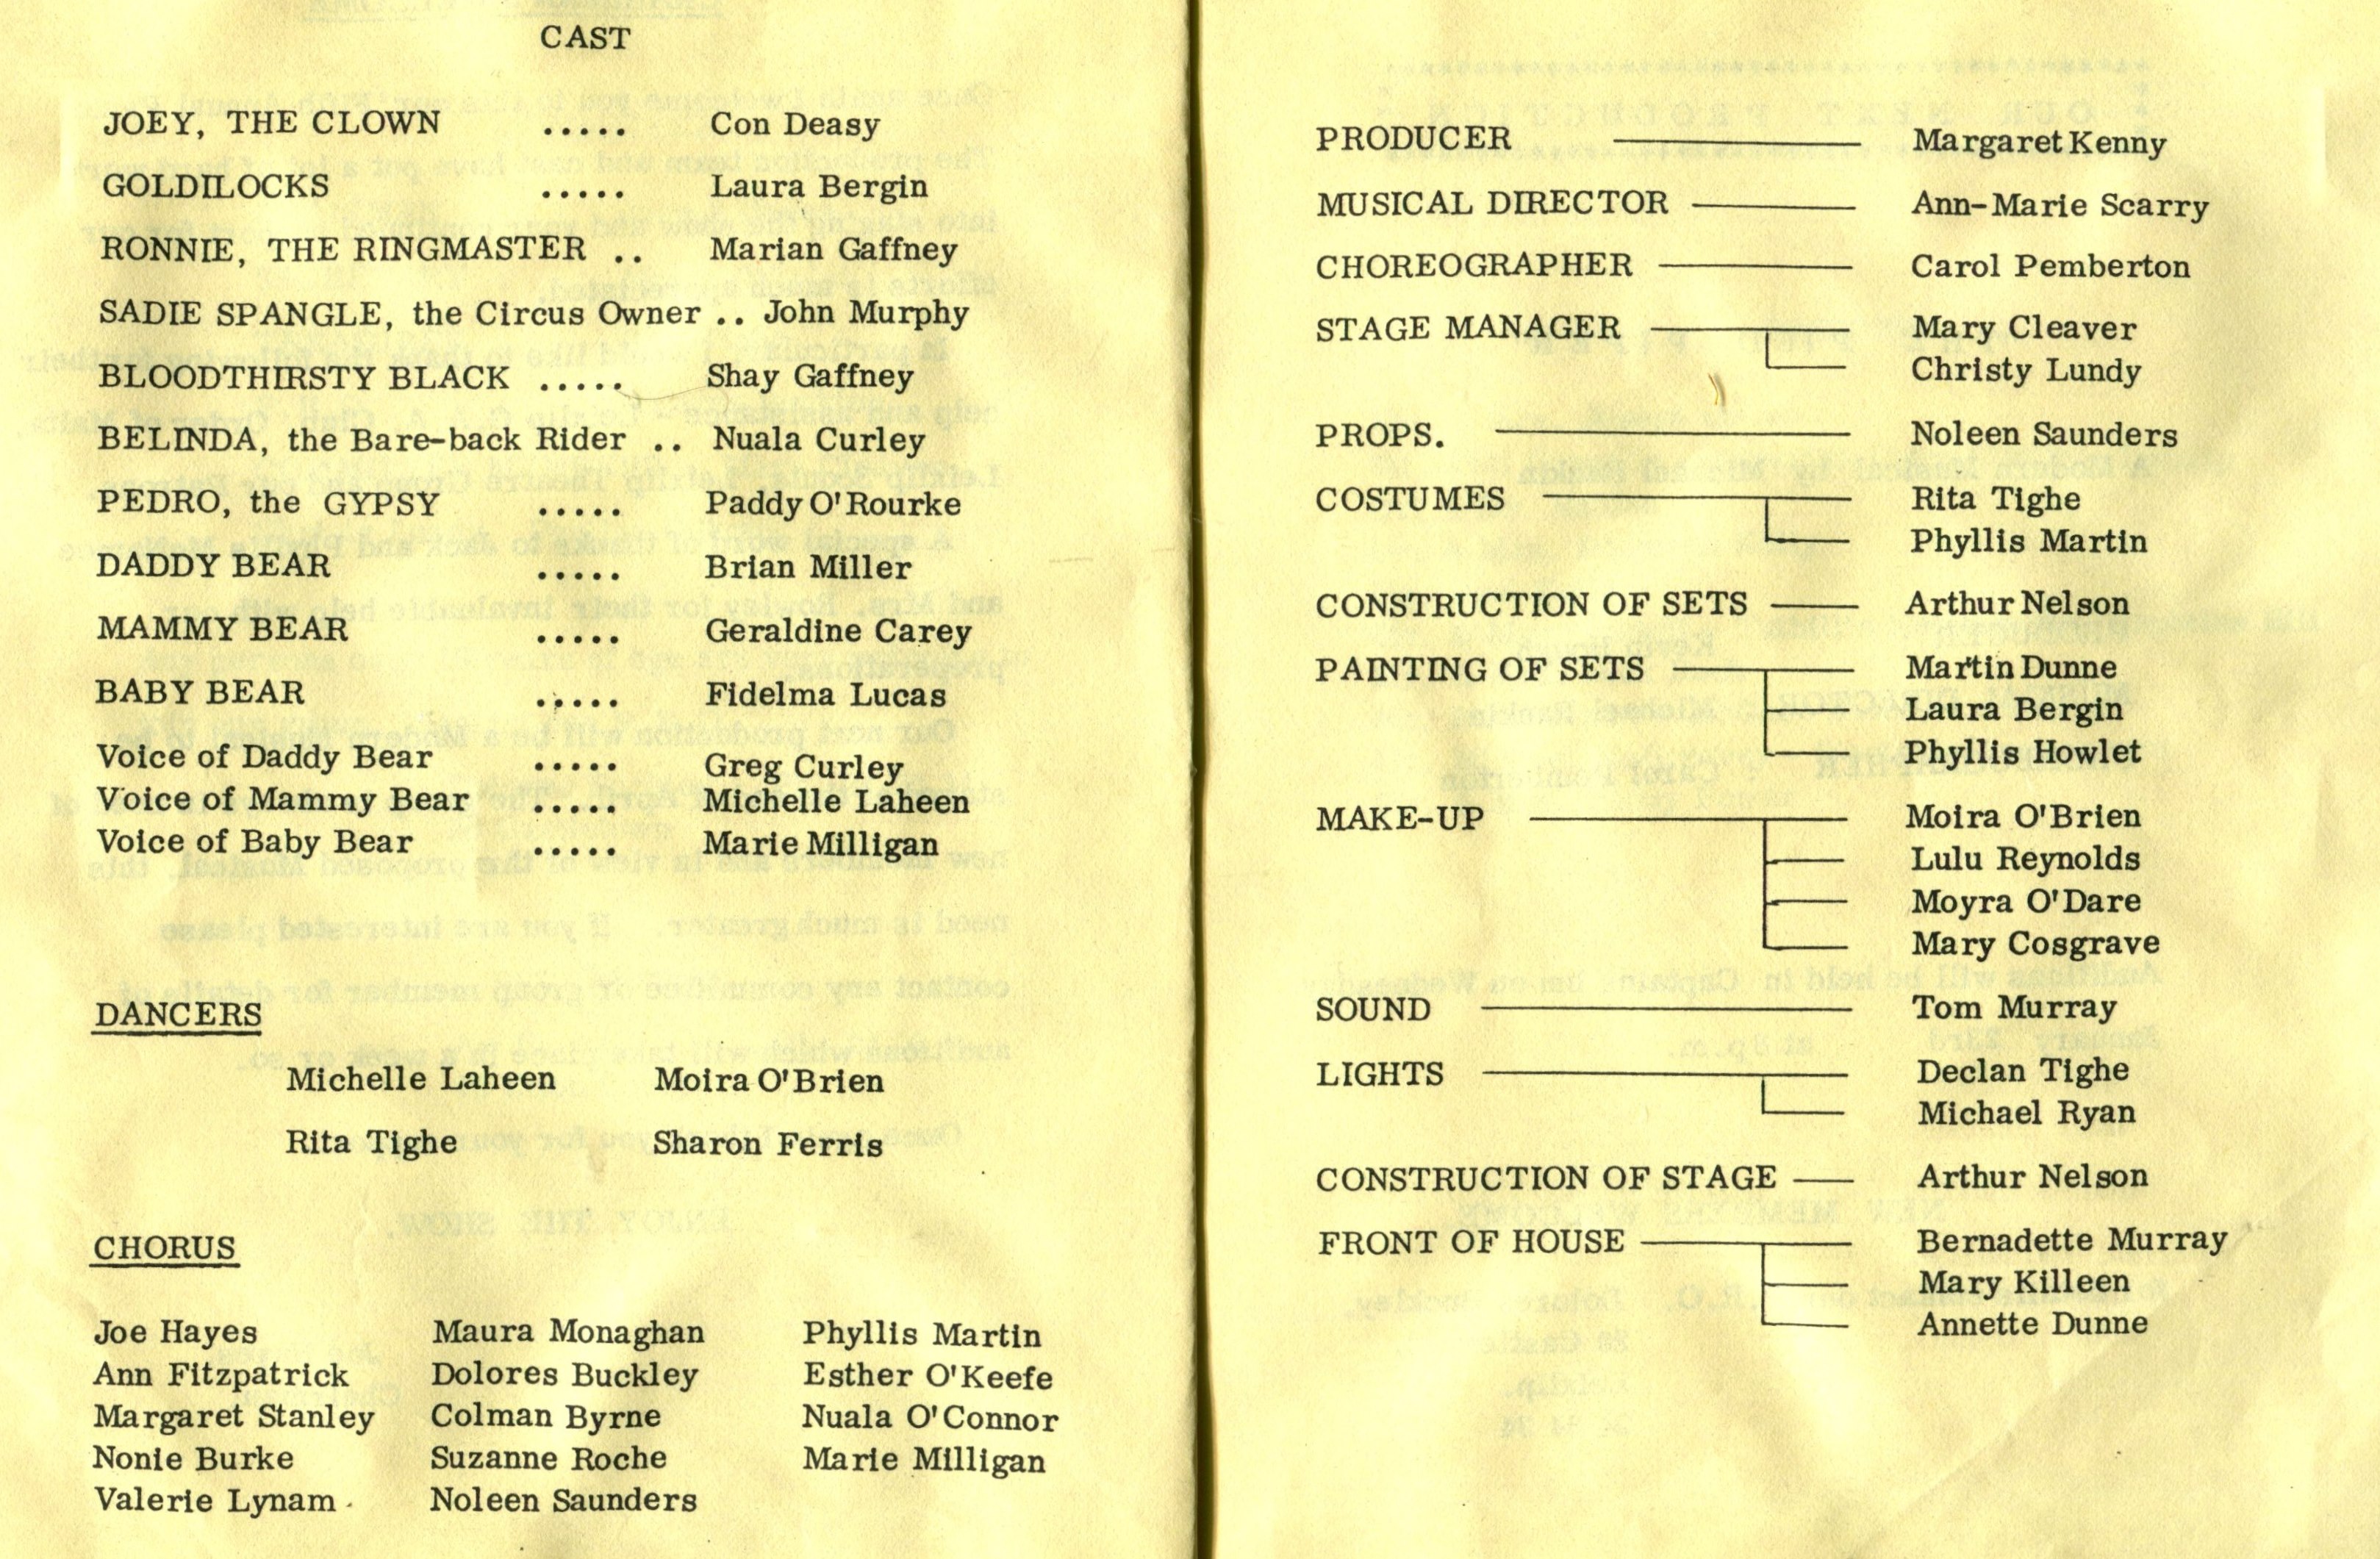 CAST
JOEY, THE CLOWN ..... Con Deasy
GOLDILOCKS ..... Laura Bergin
RONNIE, THE RINGMASTER .. Marian Gaffney
SADIE SPANGLE, the Circus Owner .. John Murphy
BLOODTHIRSTY BLACK ..... Shay Gaffney
BELINDA, the Bare-back Rider .. Nuala Curley
PEDRO, the GYPSY ..... Paddy O'Rourke
DADDY BEAR ..... Brian Miller
MAMMY BEAR ..... Geraldine Carey
BABY BEAR ..... Fidelma Lucas
Voice of Daddy Bear ..... Greg Curley
Voice of Mammy Bear ..... Michelle Laheen
Voice of Baby Bear ..... Marie Milligan
DANCERS
Michelle Laheen Moira O'Brien
Rita Tighe Sharon Ferris
CHORUS
Joe Hayes Maura Monaghan Phyllis Martin
Ann Fitzpatrick Dolores Buckley Esther O'Keefe
Margaret Stanley Colman Byrne Nuala O'Connor
Nonie Burke Suzanne Roche Marie Milligan
Valerie Lynam Noleen Saunders
PRODUCER Margaret Kenny
MUSICAL DIRECTOR Ann-Marie Scarry
CHOREOGRAPHER Carol Pemberton
STAGE MANAGER Mary Cleaver
Christy Lundy
PROPS. Noleen Saunders
COSTUMES Rita Tighe
Phyllis Martin
CONSTRUCTION OF SETS Arthur Nelson
PAINTING OF SETS Martin Dunne
Laura Bergin
Phyllis Howlet
MAKE-UP Moira O'Brien
Lulu Reynolds
Moyra O'Dare
Mary Cosgrave
SOUND Tom Murray
LIGHTS Declan Tighe
Michael Ryan
CONSTRUCTION OF STAGE Arthur Nelson
FRONT OF HOUSE Bernadette Murray
Mary Killeen
Annette Dunne